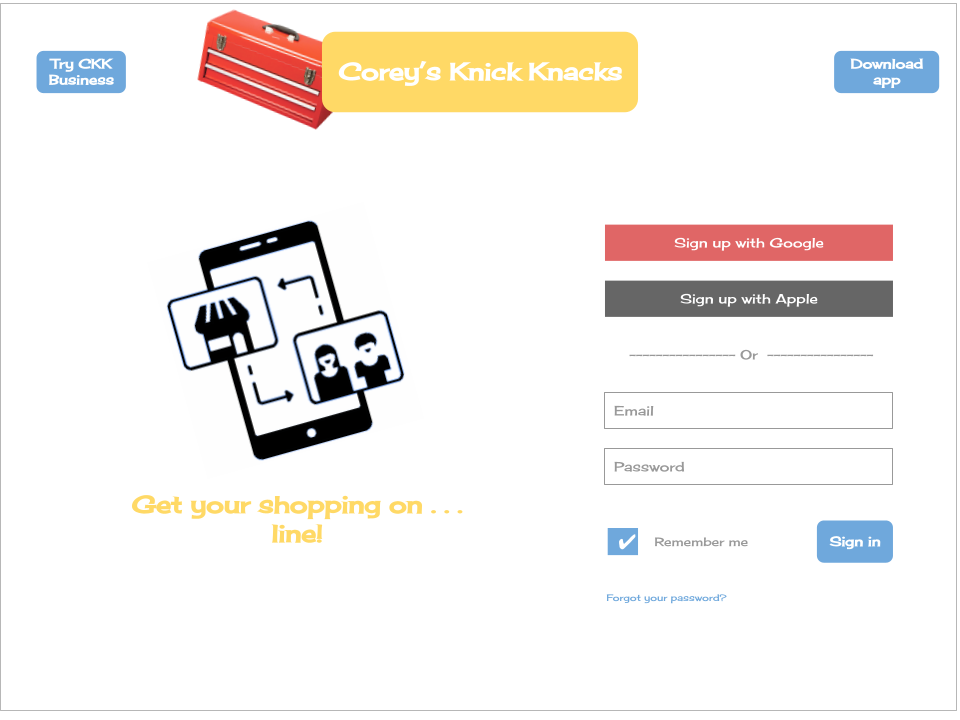 Try CKK
Business
Corey's Knick Knacks
Download
app
Sign up with Google
Sign up with Apple
---------------- Or ----------------
Email
Password
Get your shopping on . . .
line!
✔ Remember me
Sign in
Forgot your password?